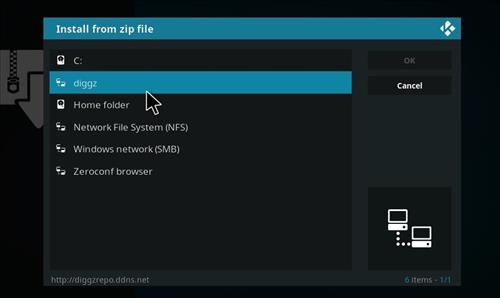 Install from zip file
C:
OK
diggz
Cancel
Home folder
Network File System (NFS)
Windows network (SMB)
Zeroconf browser
http://diggzrepo.ddns.net
6 items - 1/1